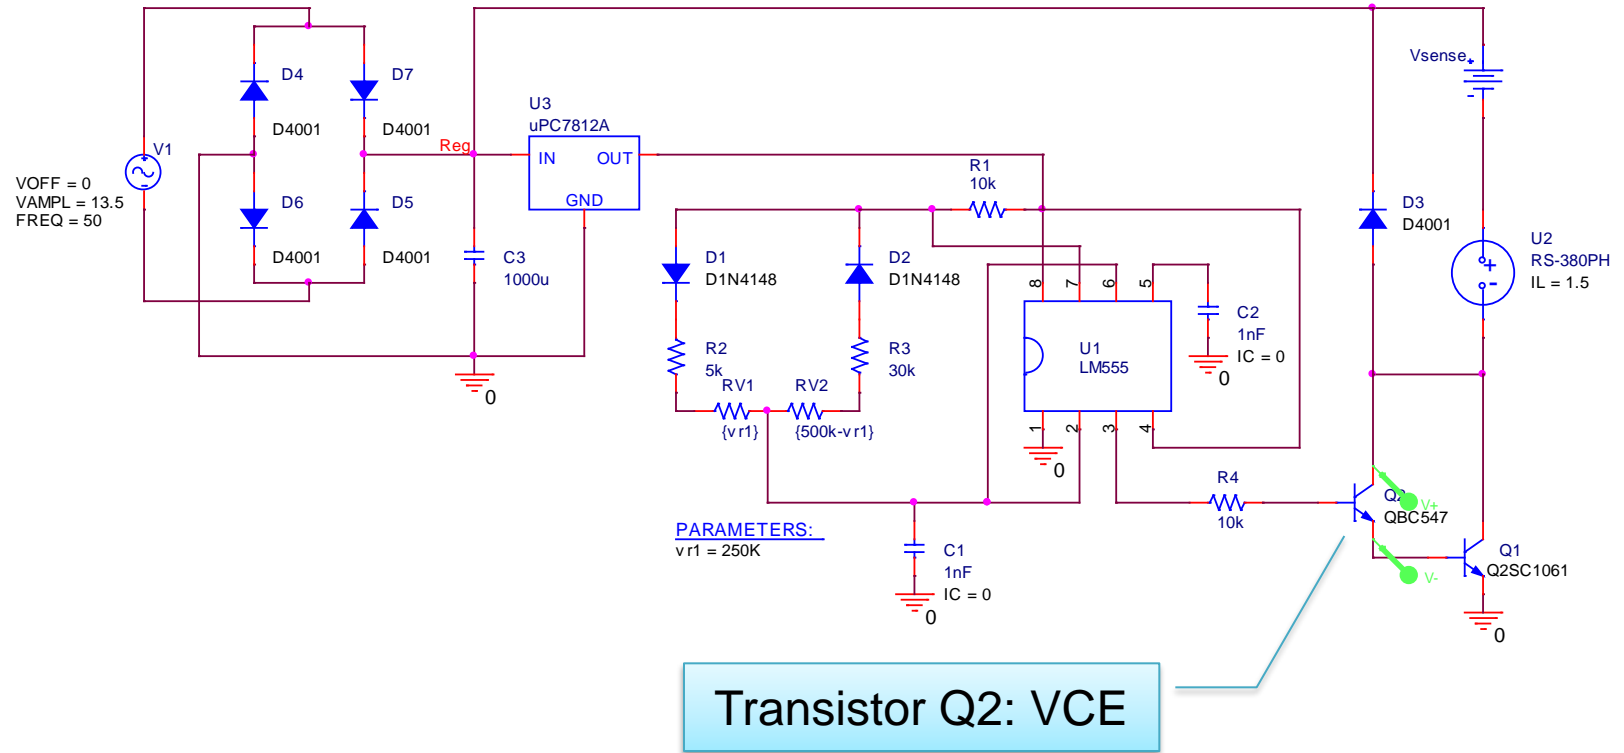 V1
VOFF = 0
VAMPL = 13.5
FREQ = 50
D4
D4001
D7
D4001
D6
D4001
D5
D4001
Reg
U3
uPC7812A
IN
OUT
GND
C3
1000u
0
R1
10k
D1
D1N4148
D2
D1N4148
R2
5k
R3
30k
RV1
{vr1}
RV2
{500k-vr1}
PARAMETERS:
vr1 = 250K
C1
1nF
IC = 0
0
8
7
6
5
U1
LM555
1
2
3
4
0
C2
1nF
IC = 0
0
R4
10k
Vsense
+
-
D3
D4001
U2
RS-380PH
IL = 1.5
+
-
Q2
QBC547
V+
V-
Q1
Q2SC1061
0
Transistor Q2: VCE